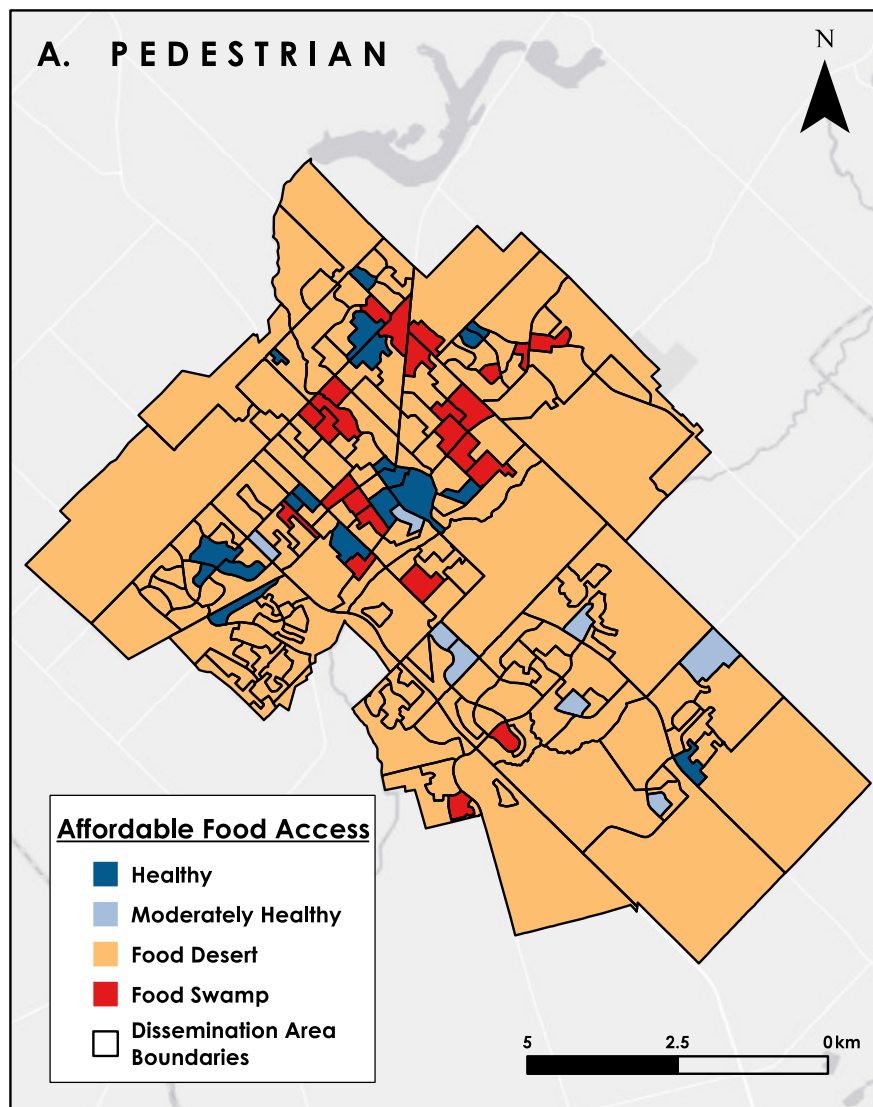 A. PEDESTRIAN
N
Affordable Food Access
Healthy
Moderately Healthy
Food Desert
Food Swamp
Dissemination Area
Boundaries
5 2.5 0 km